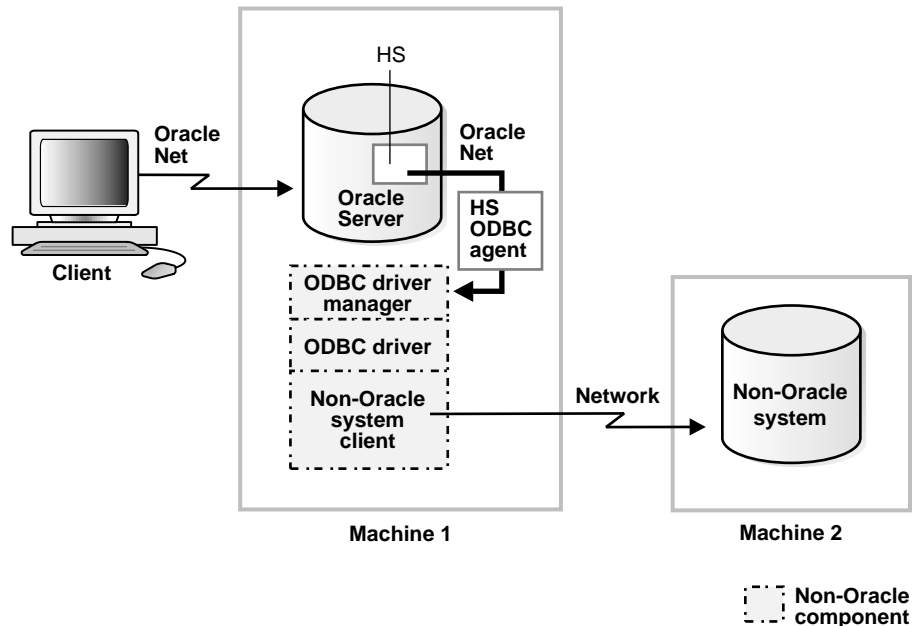 HS
Oracle
Net
Oracle
Net
Oracle
Server
HS
ODBC
agent
Client
ODBC driver
manager
ODBC driver
Non-Oracle
system
client
Network
Non-Oracle
system
Machine 1
Machine 2
Non-Oracle
component